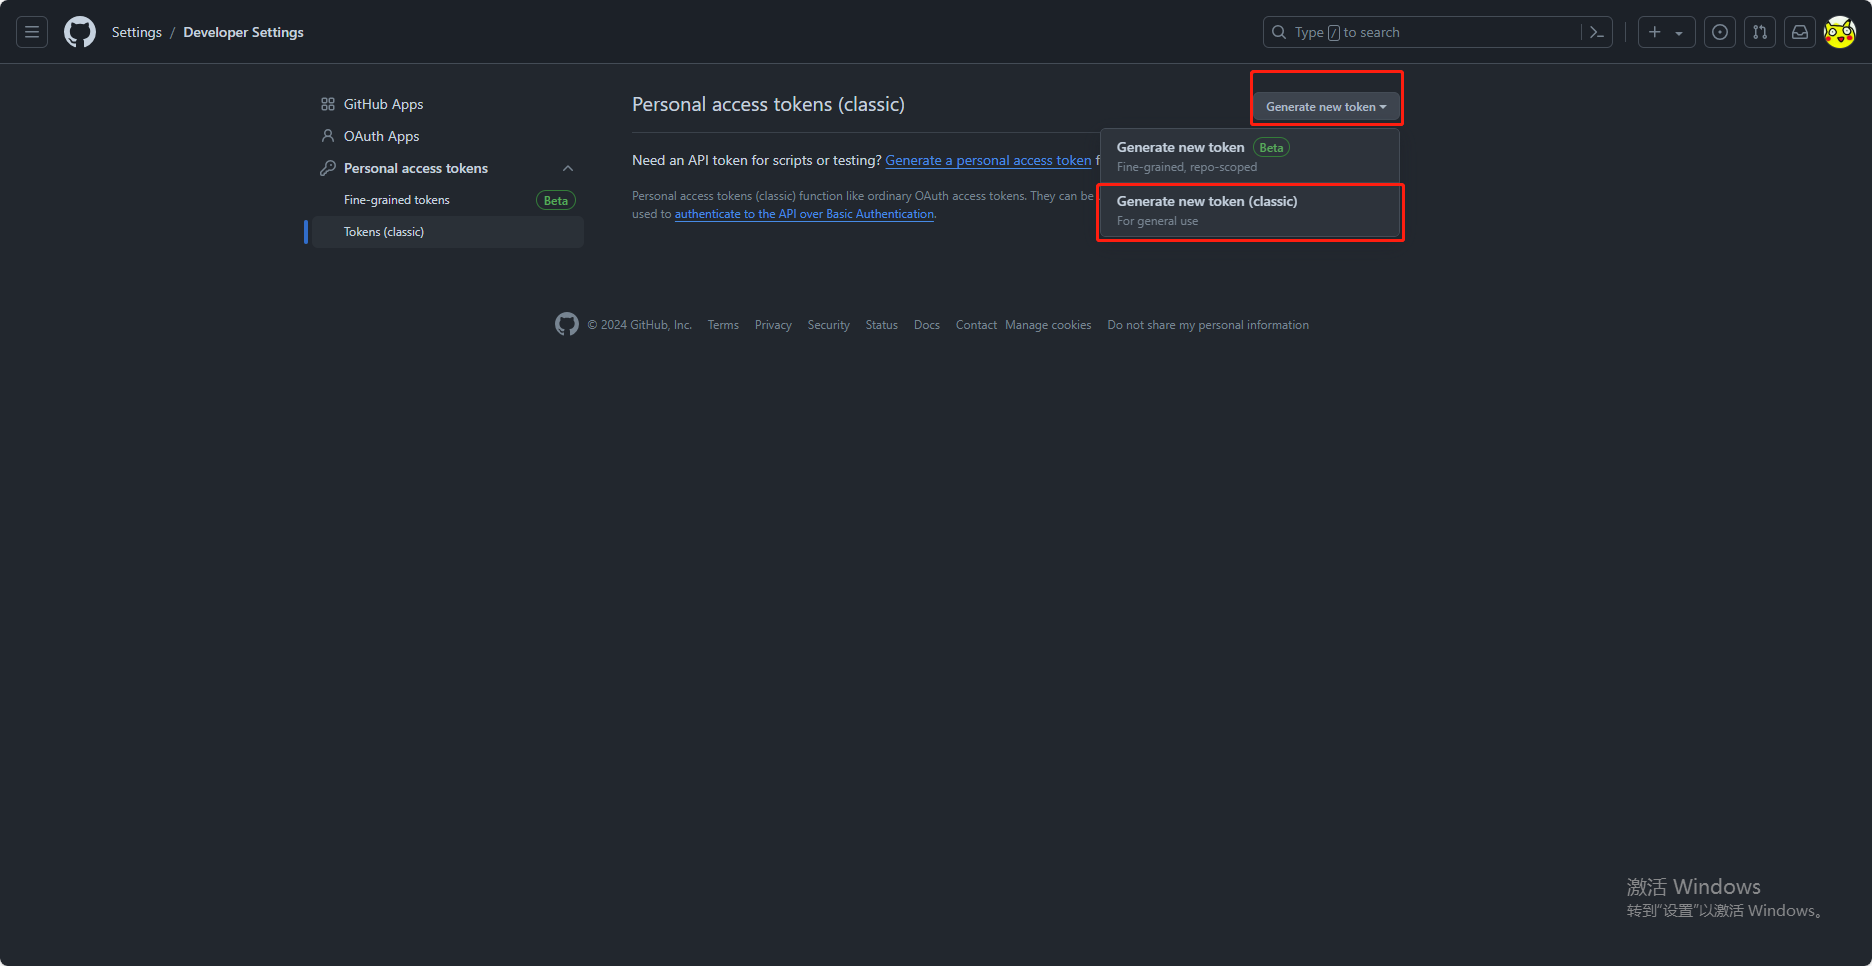 Settings / Developer Settings
Type / to search
GitHub Apps
OAuth Apps
Personal access tokens
Fine-grained tokens Beta
Tokens (classic)
Personal access tokens (classic)
Generate new token
Need an API token for scripts or testing? Generate a personal access token f
Personal access tokens (classic) function like ordinary OAuth access tokens. They can be
used to authenticate to the API over Basic Authentication.
Generate new token Beta
Fine-grained, repo-scoped
Generate new token (classic)
For general use
© 2024 GitHub, Inc. Terms Privacy Security Status Docs Contact Manage cookies Do not share my personal information
激活 Windows
转到“设置”以激活 Windows。